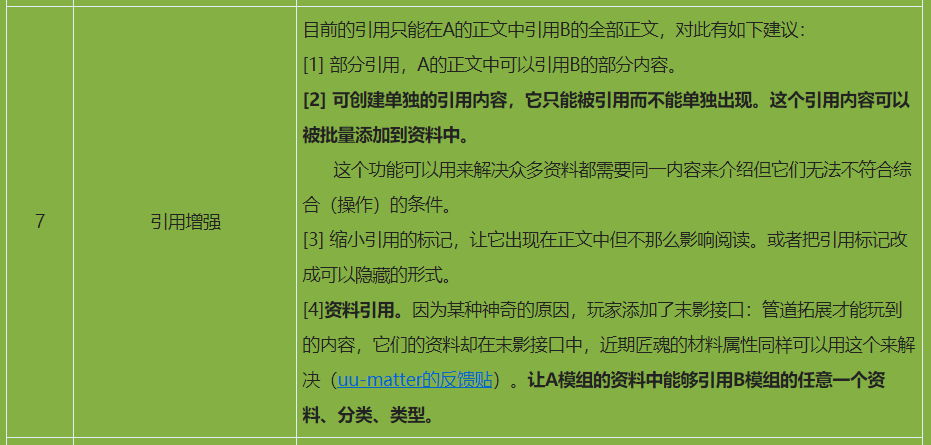 目前的引用只能在A的正文中引用B的全部正文，对此有如下建议：
[1] 部分引用，A的正文中可以引用B的部分内容。
[2] 可创建单独的引用内容，它只能被引用而不能单独出现。这个引用内容可以
被批量添加到资料中。
这个功能可以用来解决众多资料都需要同一内容来介绍但它们无法不符合综
合（操作）的条件。
7
引用增强
[3] 缩小引用的标记，让它出现在正文中但不那么影响阅读。或者把引用标记改
成可以隐藏的形式。
[4]资料引用。因为某种神奇的原因，玩家添加了末影接口：管道拓展才能玩到
的内容，它们的资料却在末影接口中，近期匠魂的材料属性同样可以用这个来解
决（uu-matter的反馈贴）。让A模组的资料中能够引用B模组的任意一个资
料、分类、类型。